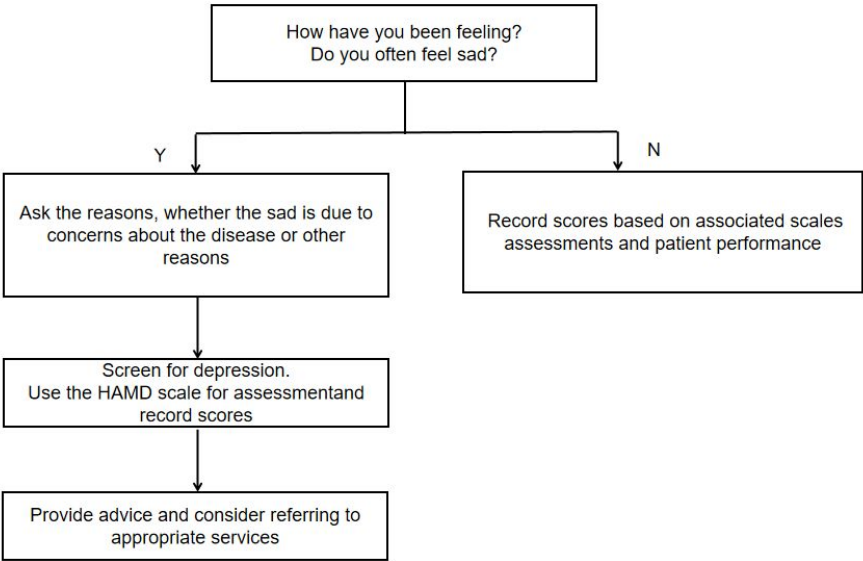 How have you been feeling?
Do you often feel sad?
Y
N
Ask the reasons, whether the sad is due to
concerns about the disease or other
reasons
Record scores based on associated scales
assessments and patient performance
Screen for depression.
Use the HAMD scale for assessmentand
record scores
Provide advice and consider referring to
appropriate services